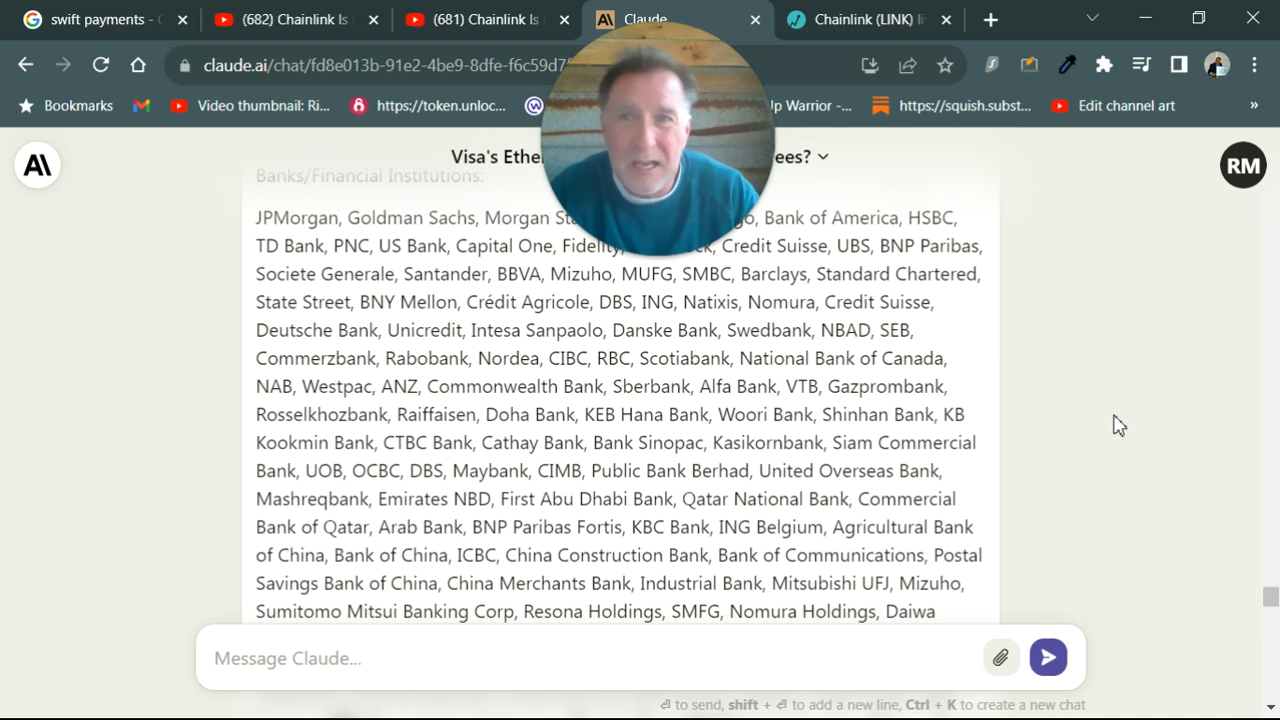 swift payments - G
(682) Chainlink Is
(681) Chainlink Is
Claude
Chainlink (LINK) li
claude.ai/chat/fd8e013b-91e2-4be9-8dfe-f6c59d7
Bookmarks
Video thumbnail: Ri...
https://token.unloc...
p Warrior -...
https://squish.subst...
Edit channel art
»
A\
Visa's Ethe ees?
RM
Banks/Financial Institutions:
JPMorgan, Goldman Sachs, Morgan Sta o, Bank of America, HSBC,
TD Bank, PNC, US Bank, Capital One, Fidelity, ck, Credit Suisse, UBS, BNP Paribas,
Societe Generale, Santander, BBVA, Mizuho, MUFG, SMBC, Barclays, Standard Chartered,
State Street, BNY Mellon, Crédit Agricole, DBS, ING, Natixis, Nomura, Credit Suisse,
Deutsche Bank, Unicredit, Intesa Sanpaolo, Danske Bank, Swedbank, NBAD, SEB,
Commerzbank, Rabobank, Nordea, CIBC, RBC, Scotiabank, National Bank of Canada,
NAB, Westpac, ANZ, Commonwealth Bank, Sberbank, Alfa Bank, VTB, Gazprombank,
Rosselkhozbank, Raiffaisen, Doha Bank, KEB Hana Bank, Woori Bank, Shinhan Bank, KB
Kookmin Bank, CTBC Bank, Cathay Bank, Bank Sinopac, Kasikornbank, Siam Commercial
Bank, UOB, OCBC, DBS, Maybank, CIMB, Public Bank Berhad, United Overseas Bank,
Mashreqbank, Emirates NBD, First Abu Dhabi Bank, Qatar National Bank, Commercial
Bank of Qatar, Arab Bank, BNP Paribas Fortis, KBC Bank, ING Belgium, Agricultural Bank
of China, Bank of China, ICBC, China Construction Bank, Bank of Communications, Postal
Savings Bank of China, China Merchants Bank, Industrial Bank, Mitsubishi UFJ, Mizuho,
Sumitomo Mitsui Banking Corp, Resona Holdings, SMFG, Nomura Holdings, Daiwa
Message Claude...
⏎ to send, shift + ⏎ to add a new line, Ctrl + K to create a new chat